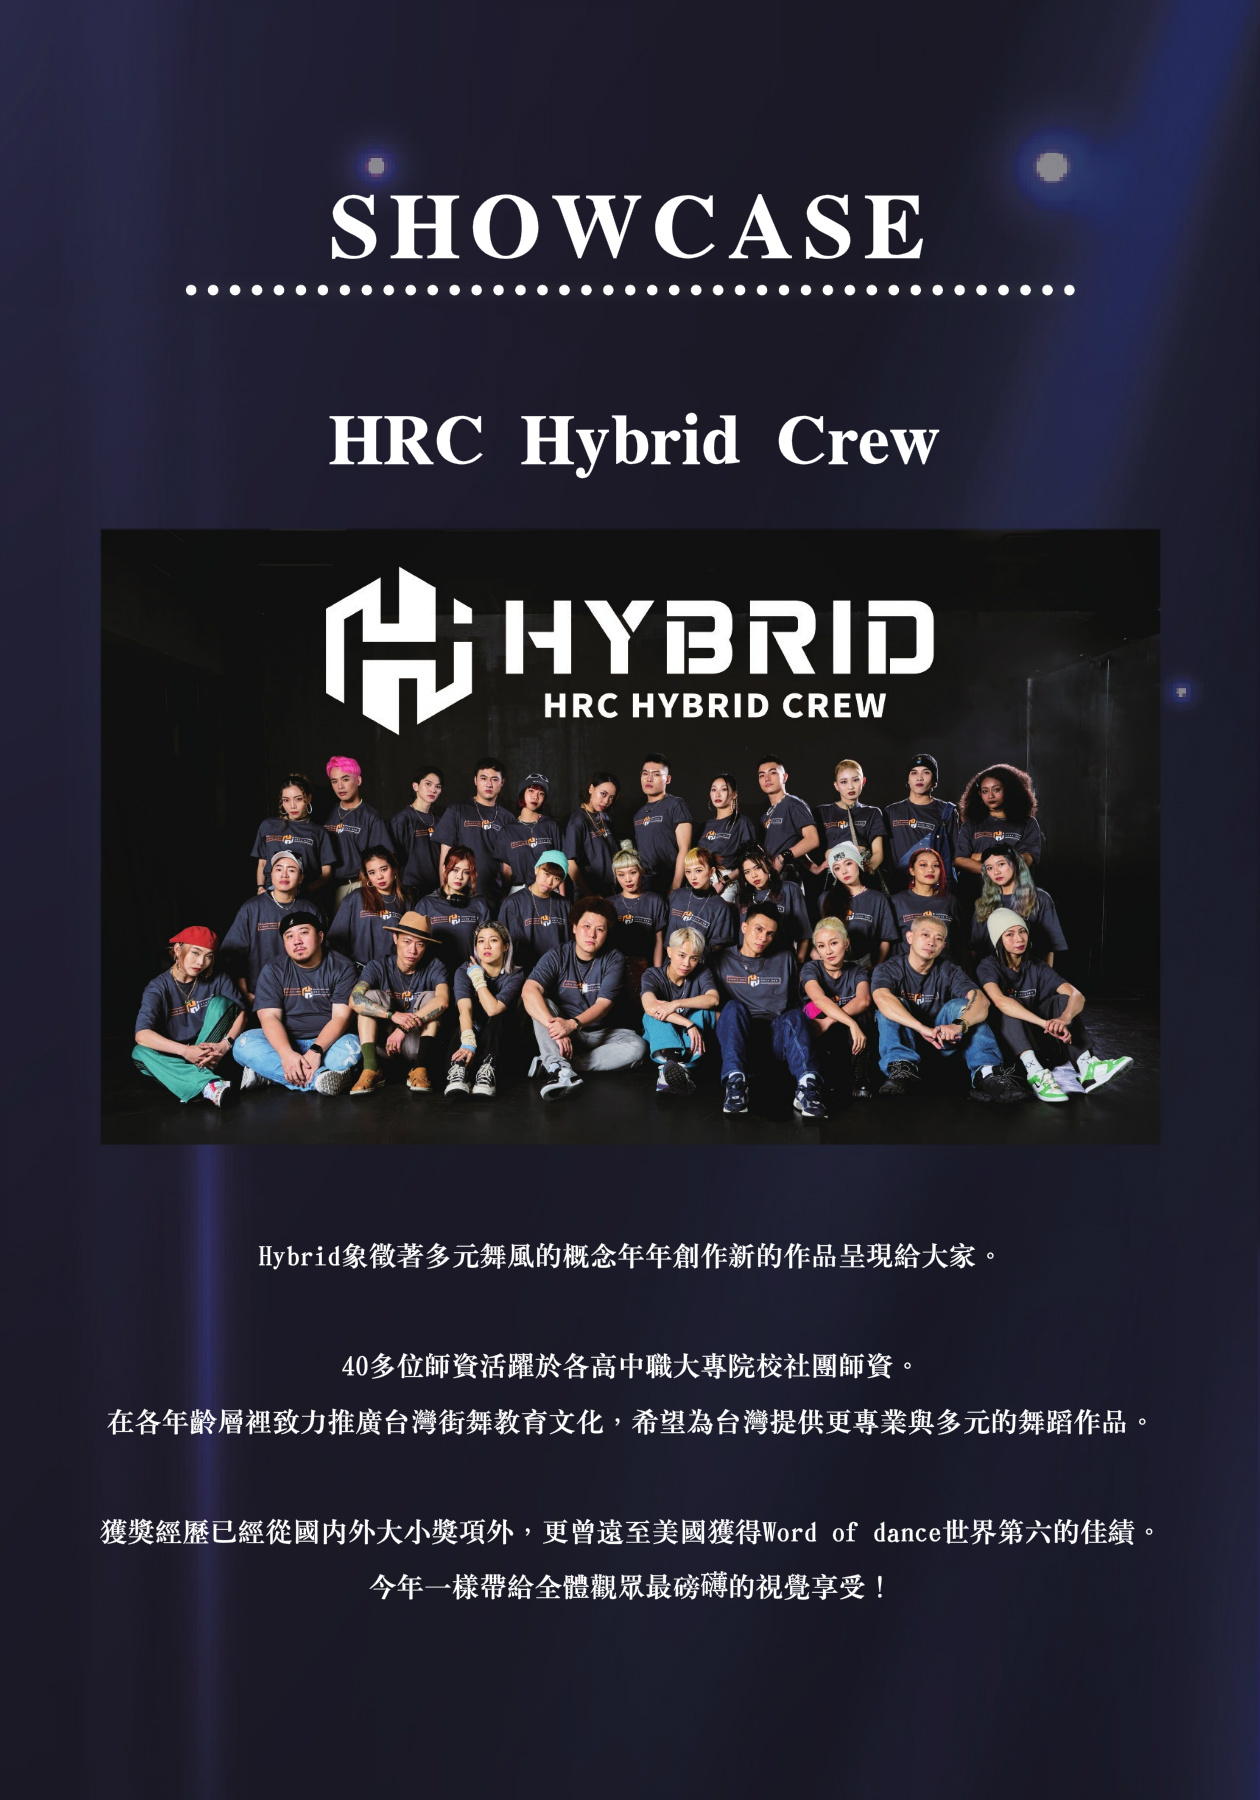 SHOWCASE
HRC Hybrid Crew
HYBRID
HRC HYBRID CREW
Hybrid象徵著多元舞風的概念年年創作新的作品呈現給大家。
40多位師資活躍於各高中職大專院校社團師資。
在各年齡層裡致力推廣台灣街舞教育文化，希望為台灣提供更專業與多元的舞蹈作品。
獲獎經歷已經從國內外大小獎項外，更曾遠至美國獲得Word of dance世界第六的佳績。
今年一樣帶給全體觀眾最磅礴的視覺享受！